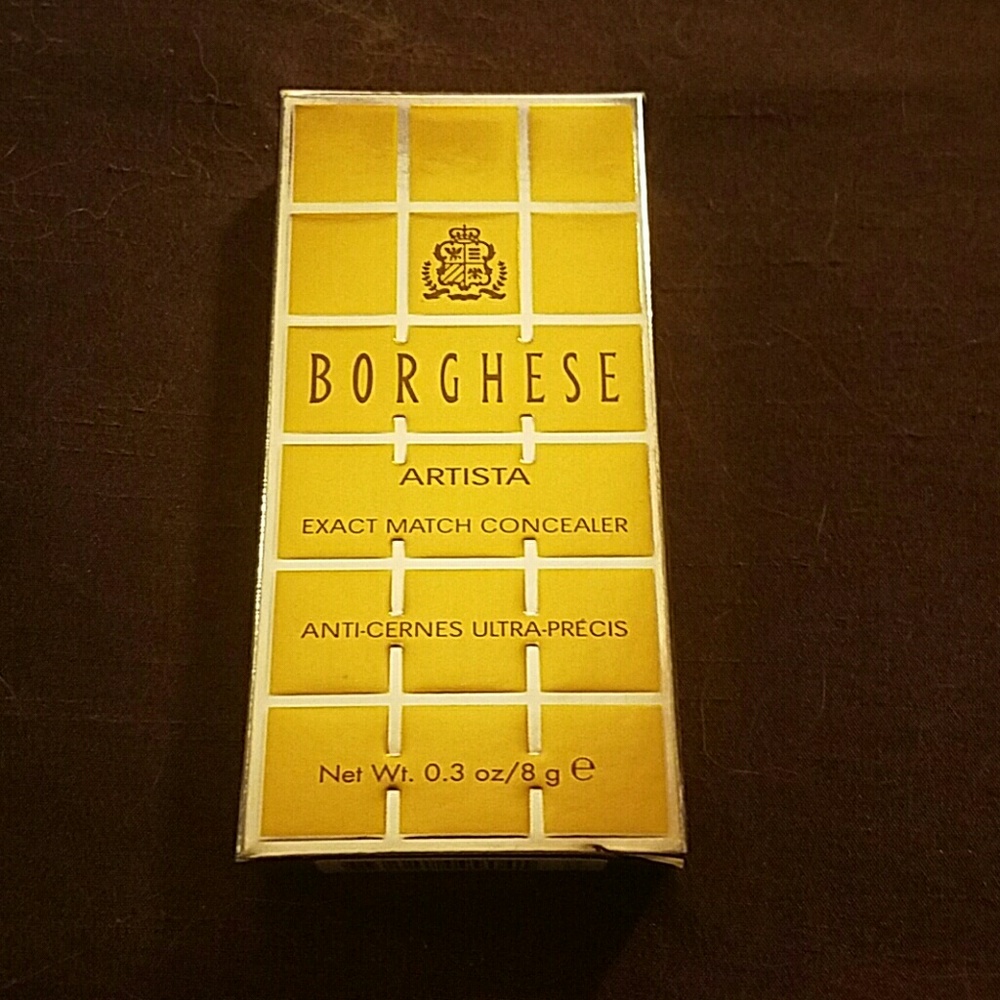 BORGHESE
ARTISTA
EXACT MATCH CONCEALER
ANTI-CERNES ULTRA-PRÉCIS
Net Wt. 0.3 oz/8 g ℮